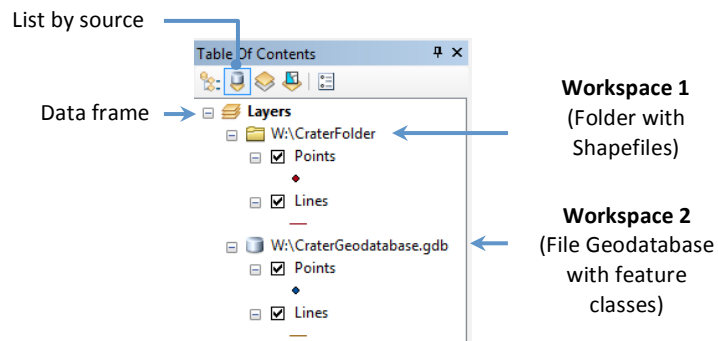 List by source
Table Of Contents
Data frame
Layers
W:\CraterFolder
Points
Lines
W:\CraterGeodatabase.gdb
Points
Lines
Workspace 1
(Folder with
Shapefiles)
Workspace 2
(File Geodatabase
with feature
classes)